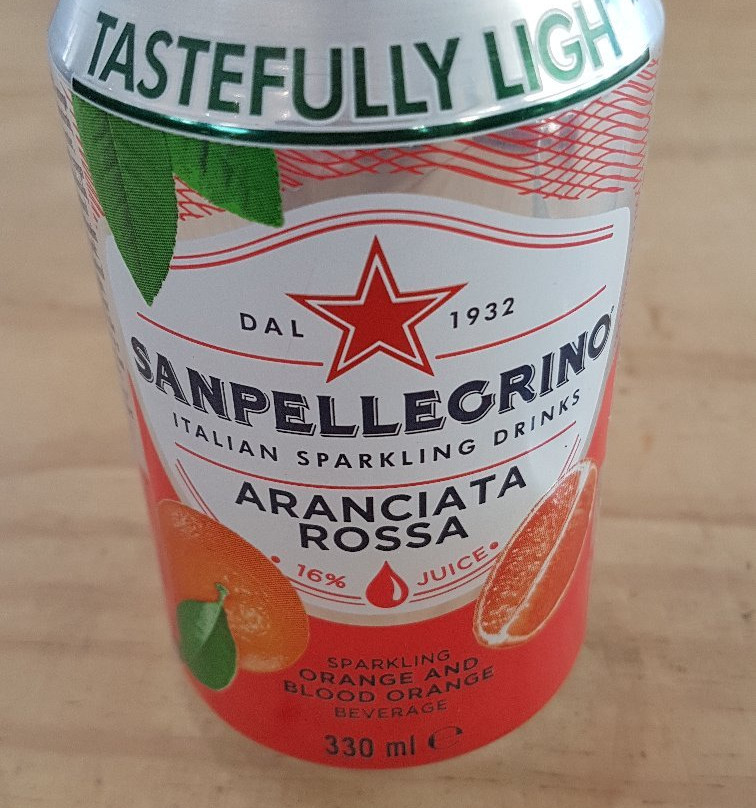 TASTEFULLY LIGH
DAL 1932
SANPELLEGRINO
ITALIAN SPARKLING DRINKS
ARANCIATA
ROSSA
• 16% JUICE •
SPARKLING
ORANGE AND
BLOOD ORANGE
BEVERAGE
330 ml ℮